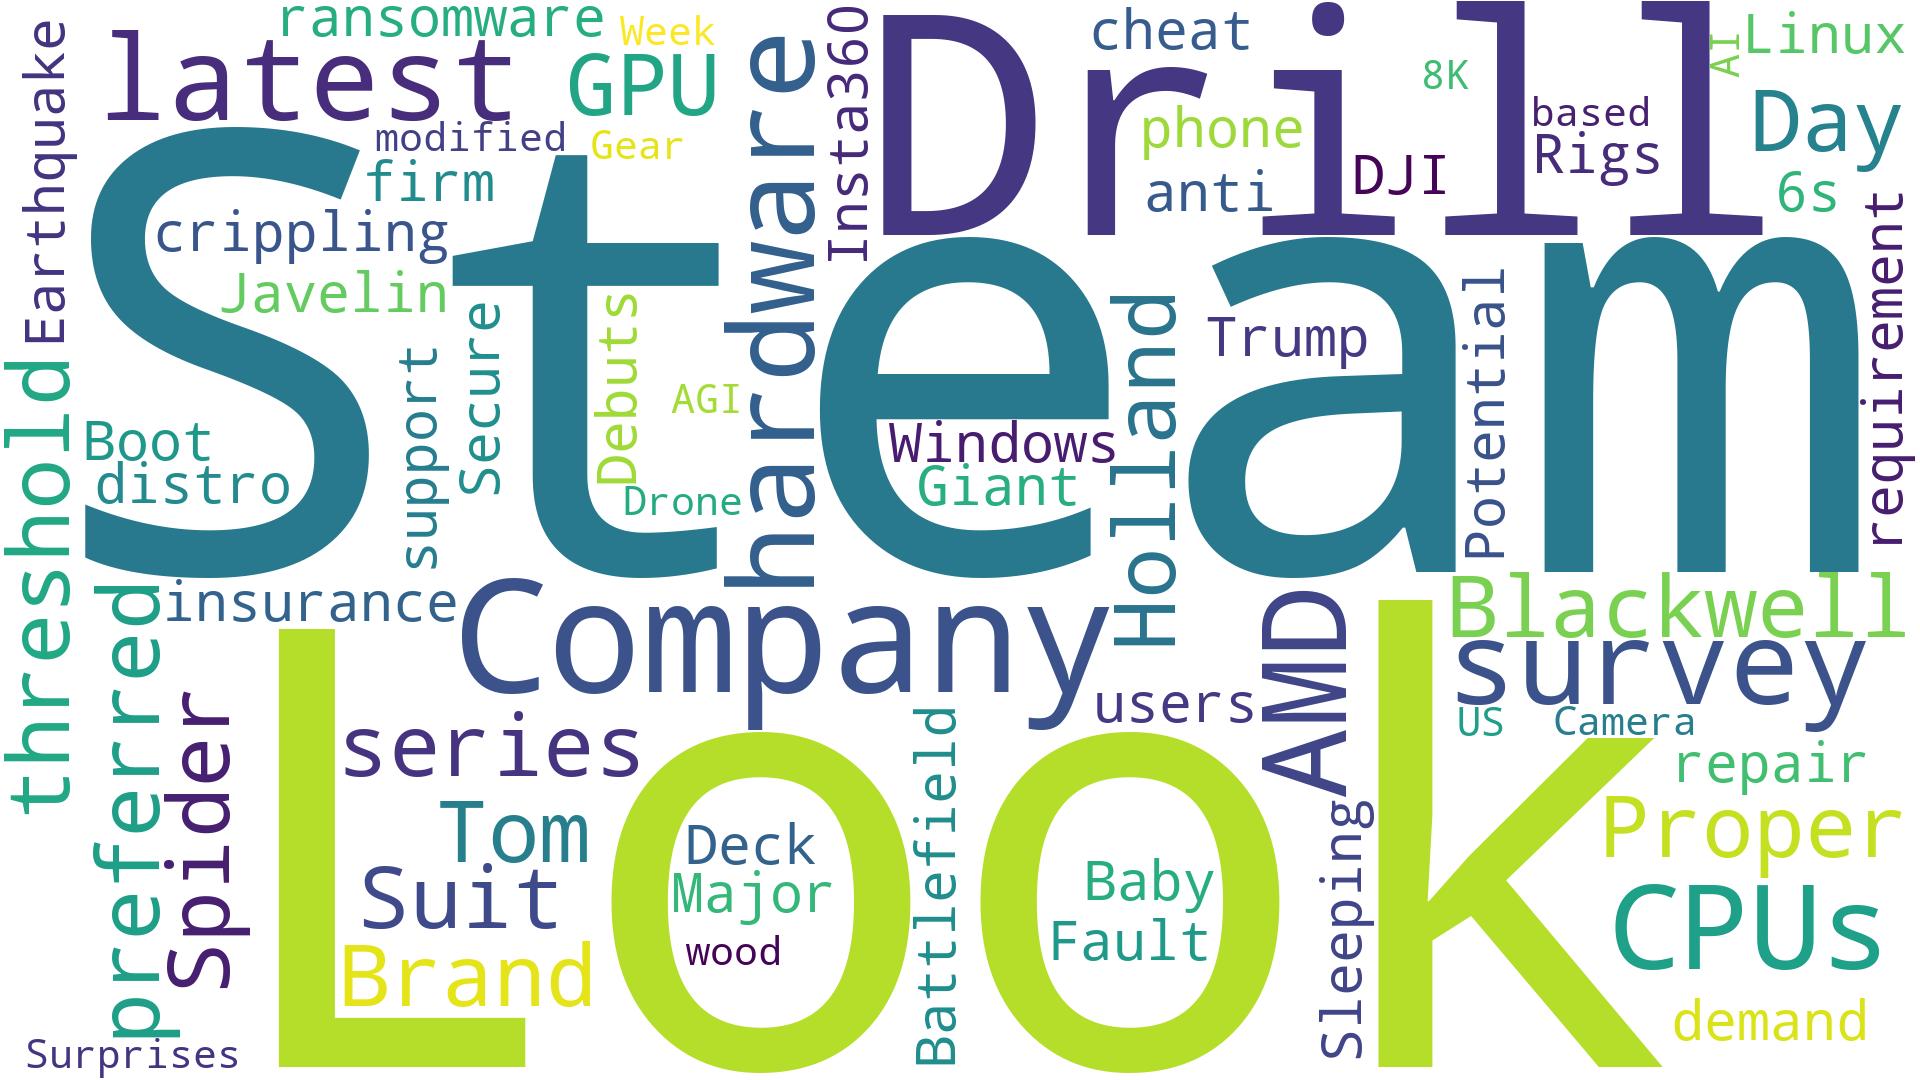 ransomware
Week
Insta360
Drill
cheat
8K
AI
Linux
Earthquake
latest
GPU
hardware
phone
based
Rigs
Day
modified
Gear
firm
anti
DJI
6s
crippling
Javelin
Steam
requirement
Secure
support
Debuts
AGI
Holland
Trump
Potential
threshold
Boot
distro
Drone
Windows
Giant
preferred
insurance
Company
AMD
Blackwell
survey
users
US
Camera
Spider
series
Look
Battlefield
repair
Tom
Deck
Major
wood
Baby
Fault
Sleeping
Proper
Suit
Brand
CPUs
demand
Surprises